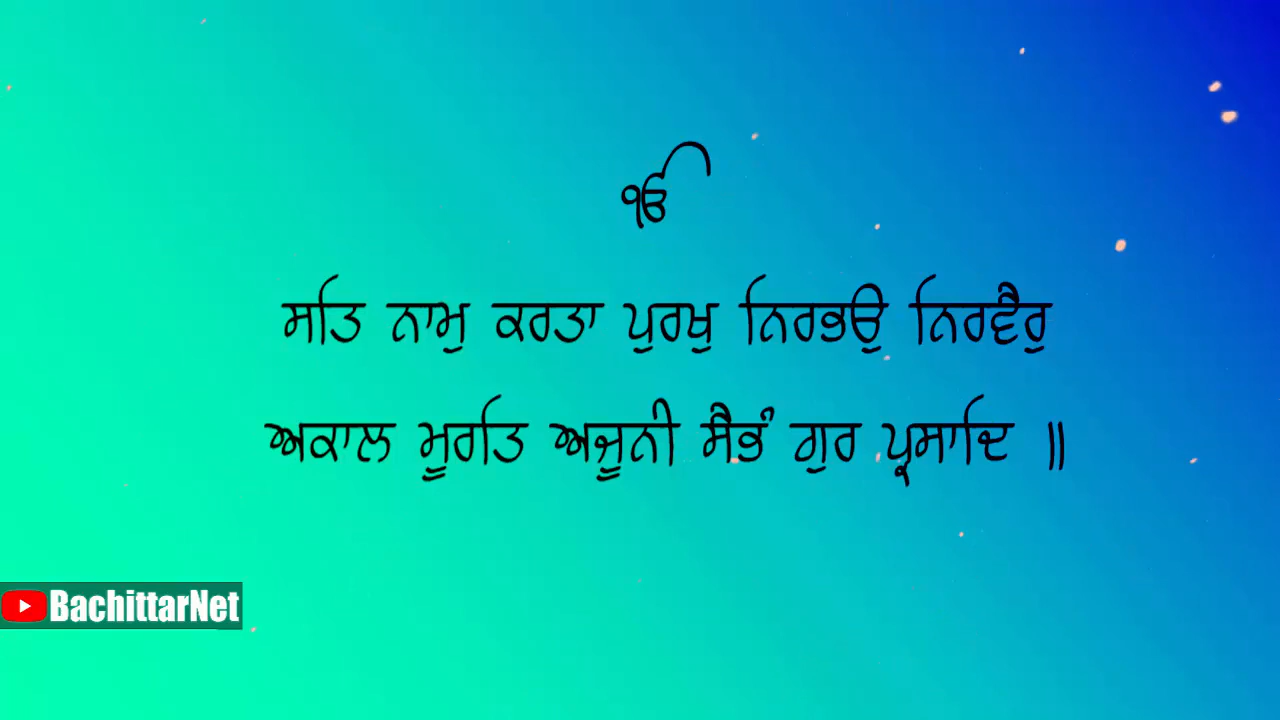 ੴ
ਸਤਿ ਨਾਮੁ ਕਰਤਾ ਪੁਰਖੁ ਨਿਰਭਉ ਨਿਰਵੈਰੁ
ਅਕਾਲ ਮੂਰਤਿ ਅਜੂਨੀ ਸੈਭੰ ਗੁਰ ਪ੍ਰਸਾਦਿ ॥
BachittarNet